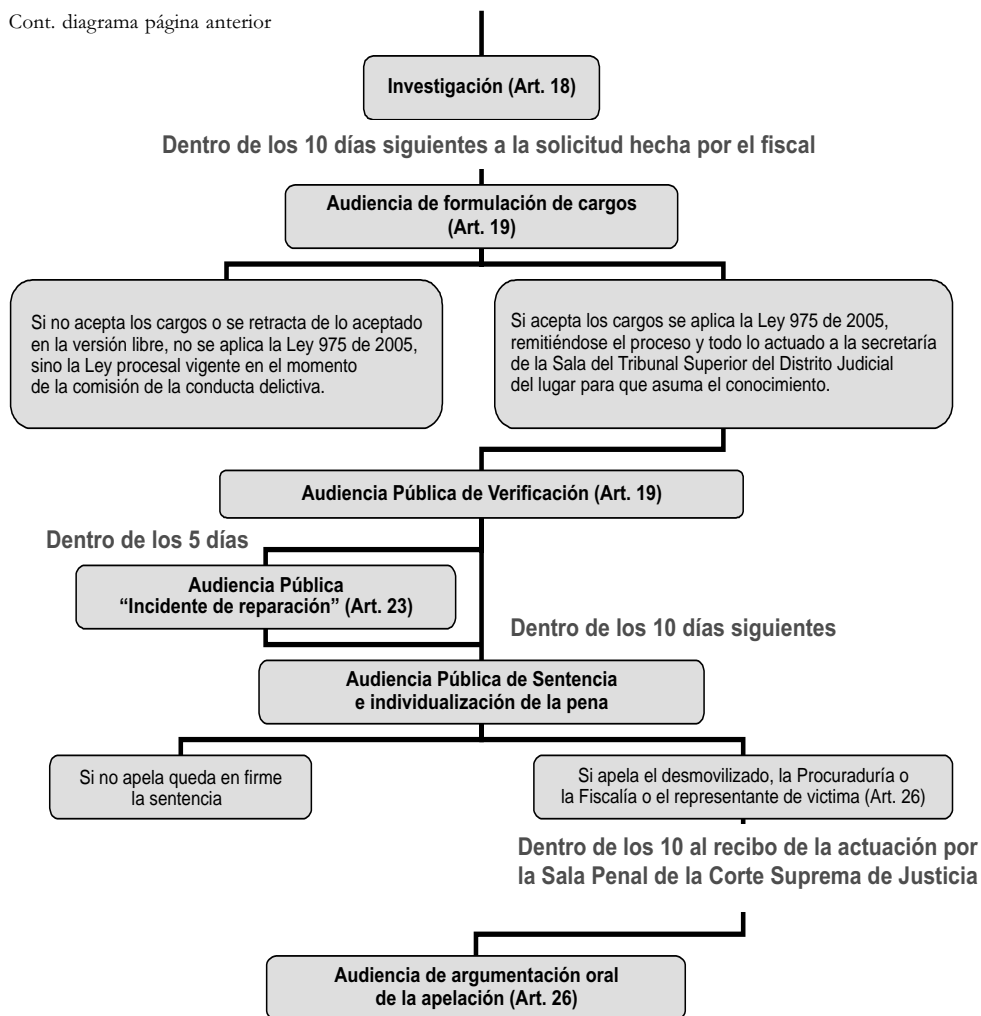 Cont. diagrama página anterior
Investigación (Art. 18)
Dentro de los 10 días siguientes a la solicitud hecha por el fiscal
Audiencia de formulación de cargos
(Art. 19)
Si no acepta los cargos o se retracta de lo aceptado
en la versión libre, no se aplica la Ley 975 de 2005,
sino la Ley procesal vigente en el momento
de la comisión de la conducta delictiva.
Si acepta los cargos se aplica la Ley 975 de 2005,
remitiéndose el proceso y todo lo actuado a la secretaría
de la Sala del Tribunal Superior del Distrito Judicial
del lugar para que asuma el conocimiento.
Audiencia Pública de Verificación (Art. 19)
Dentro de los 5 días
Audiencia Pública
“Incidente de reparación” (Art. 23)
Dentro de los 10 días siguientes
Audiencia Pública de Sentencia
e individualización de la pena
Si no apela queda en firme
la sentencia
Si apela el desmovilizado, la Procuraduría o
la Fiscalía o el representante de victima (Art. 26)
Dentro de los 10 al recibo de la actuación por
la Sala Penal de la Corte Suprema de Justicia
Audiencia de argumentación oral
de la apelación (Art. 26)